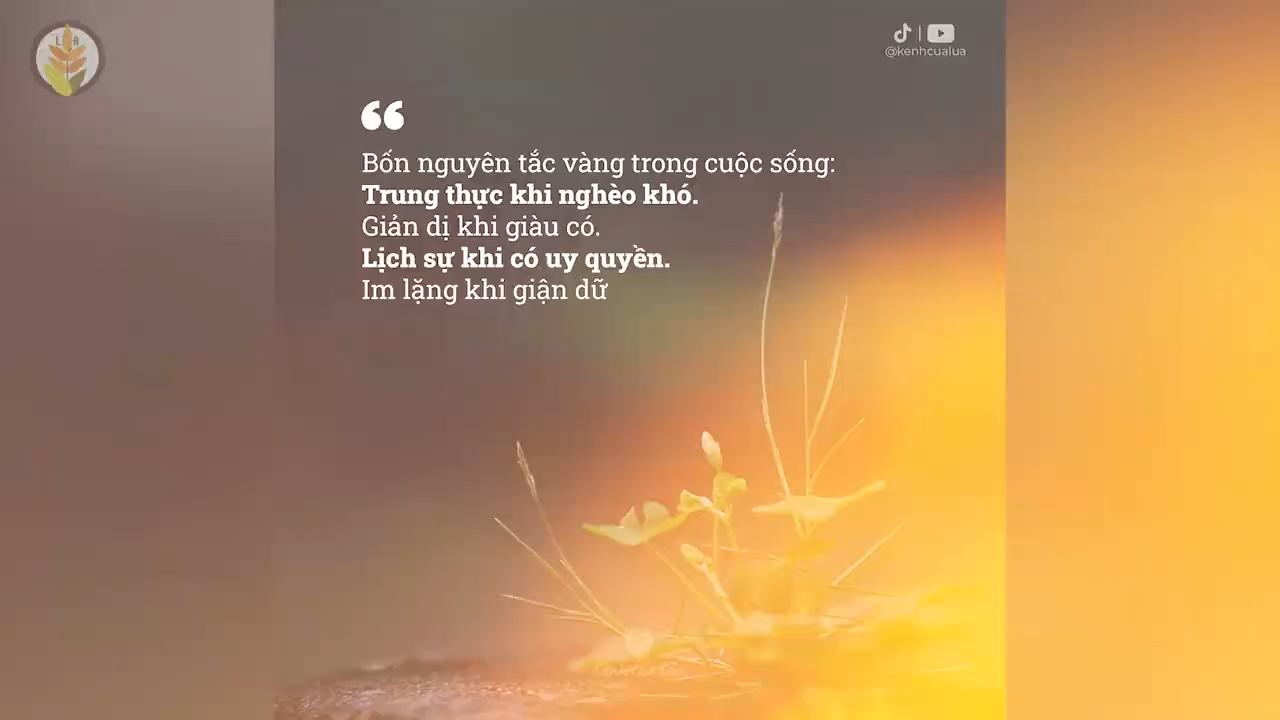 L A
@kenhcualua
Bốn nguyên tắc vàng trong cuộc sống:
Trung thực khi nghèo khó.
Giản dị khi giàu có.
Lịch sự khi có uy quyền.
Im lặng khi giận dữ